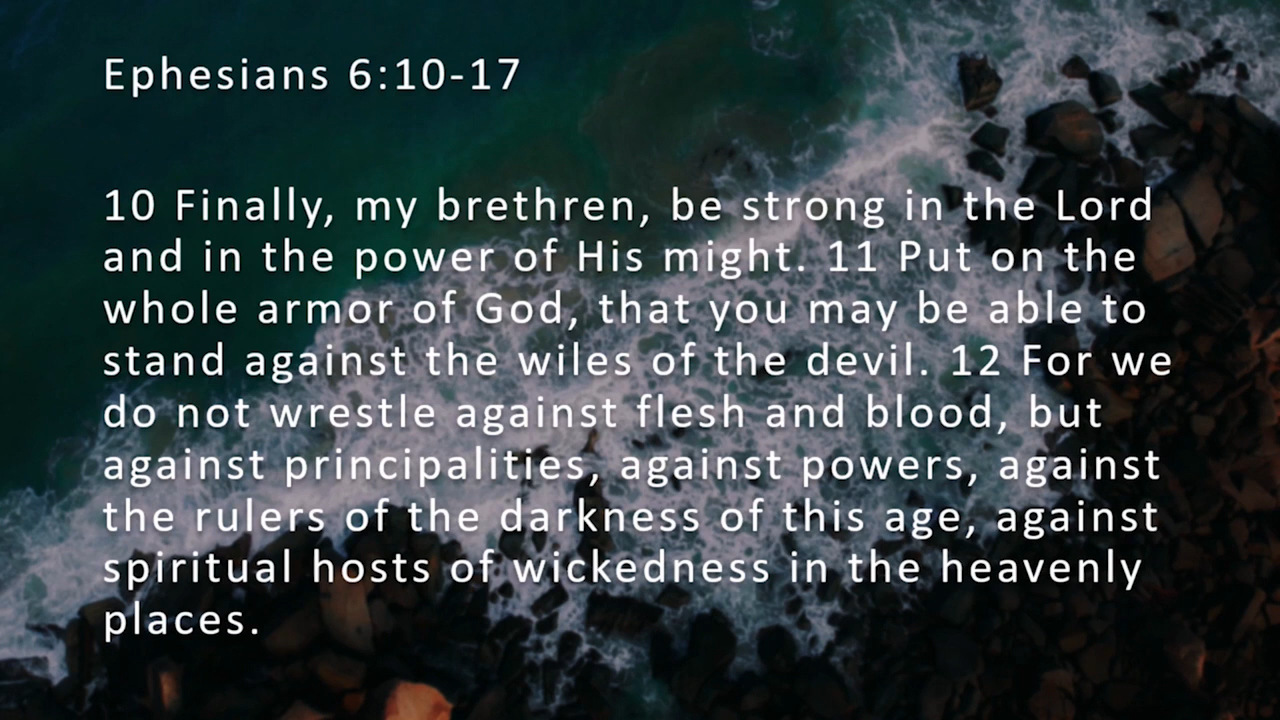 Ephesians 6:10-17
10 Finally, my brethren, be strong in the Lord
and in the power of His might. 11 Put on the
whole armor of God, that you may be able to
stand against the wiles of the devil. 12 For we
do not wrestle against flesh and blood, but
against principalities, against powers, against
the rulers of the darkness of this age, against
spiritual hosts of wickedness in the heavenly
places.